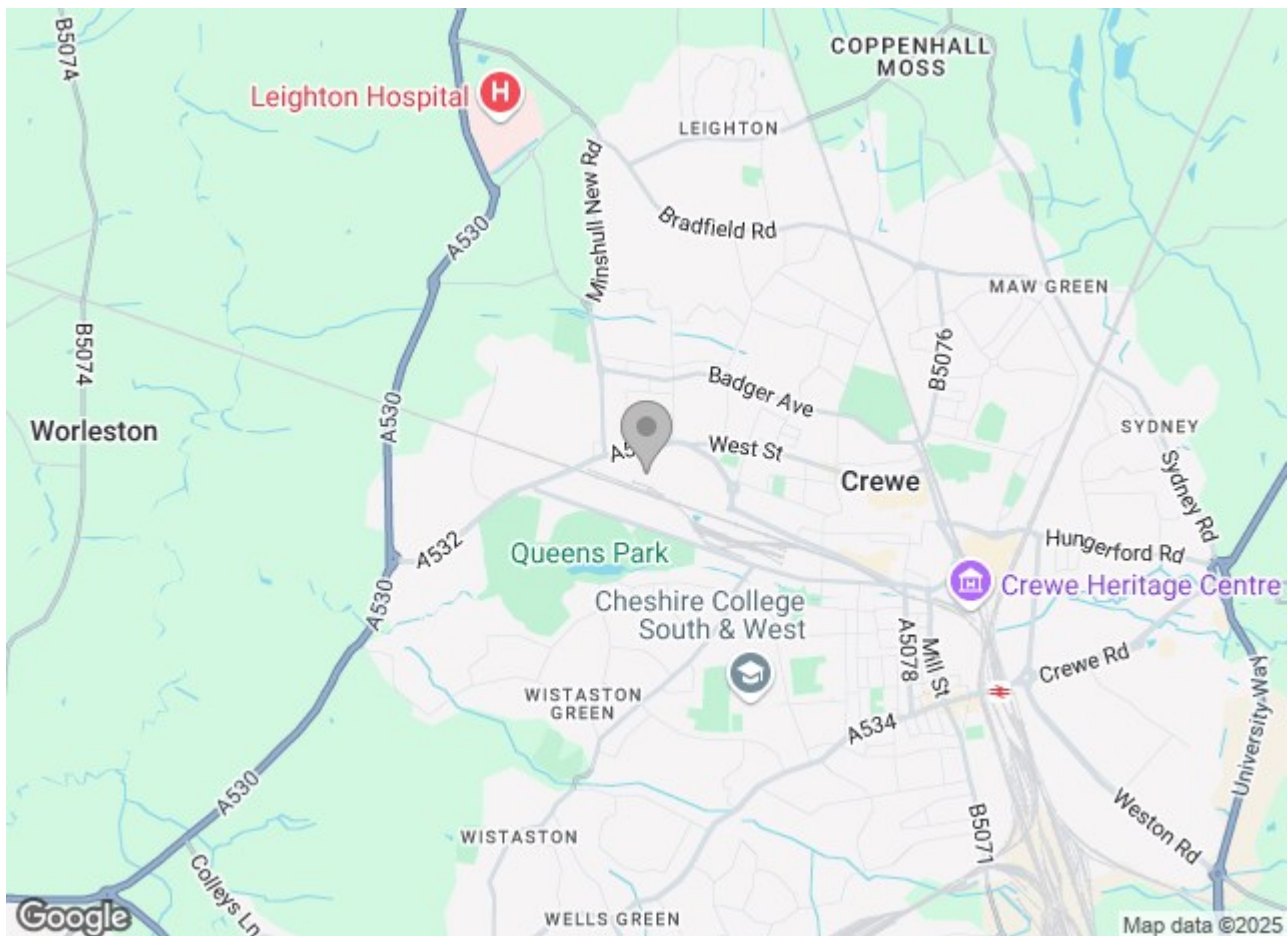 B5074
COPPENHALL
MOSS
Leighton Hospital
H
LEIGHTON
Minshull New Rd
Bradfield Rd
A530
MAW GREEN
B5074
B5076
Badger Ave
Worleston
A530
SYDNEY
West St
Crewe
Sydney Rd
A532
Queens Park
Hungerford Rd
Crewe Heritage Centre
A530
Cheshire College
South & West
A5078
Mill St
Crewe Rd
WISTASTON
GREEN
University Way
A534
A530
Weston Rd
WISTASTON
B5071
Colleys Ln
WELLS GREEN
Google
Map data ©2025